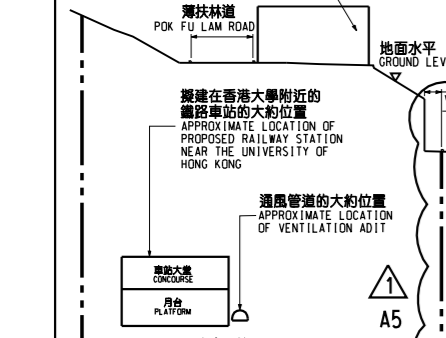 薄扶林道
POK FU LAM ROAD
地面水平
GROUND LEV
擬建在香港大學附近的
鐵路車站的大約位置
APPROXIMATE LOCATION OF
PROPOSED RAILWAY STATION
NEAR THE UNIVERSITY OF
HONG KONG
通風管道的大約位置
APPROXIMATE LOCATION
OF VENTILATION ADIT
車站大堂
CONCOURSE
月台
PLATFORM
1
A5